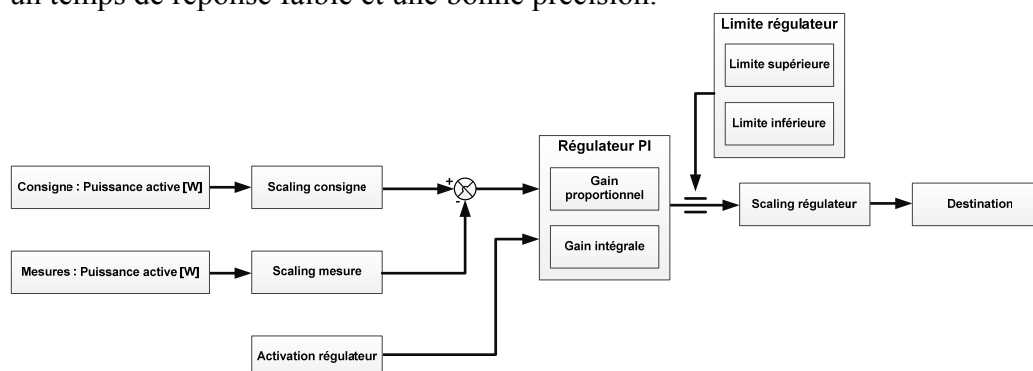 un temps de réponse faible et une bonne précision.
Limite régulateur
Limite supérieure
Limite inférieure
Régulateur PI
Gain
proportionnel
Gain intégrale
Consigne : Puissance active [W]
Scaling consigne
+
-
Scaling régulateur
Destination
Mesures : Puissance active [W]
Scaling mesure
Activation régulateur